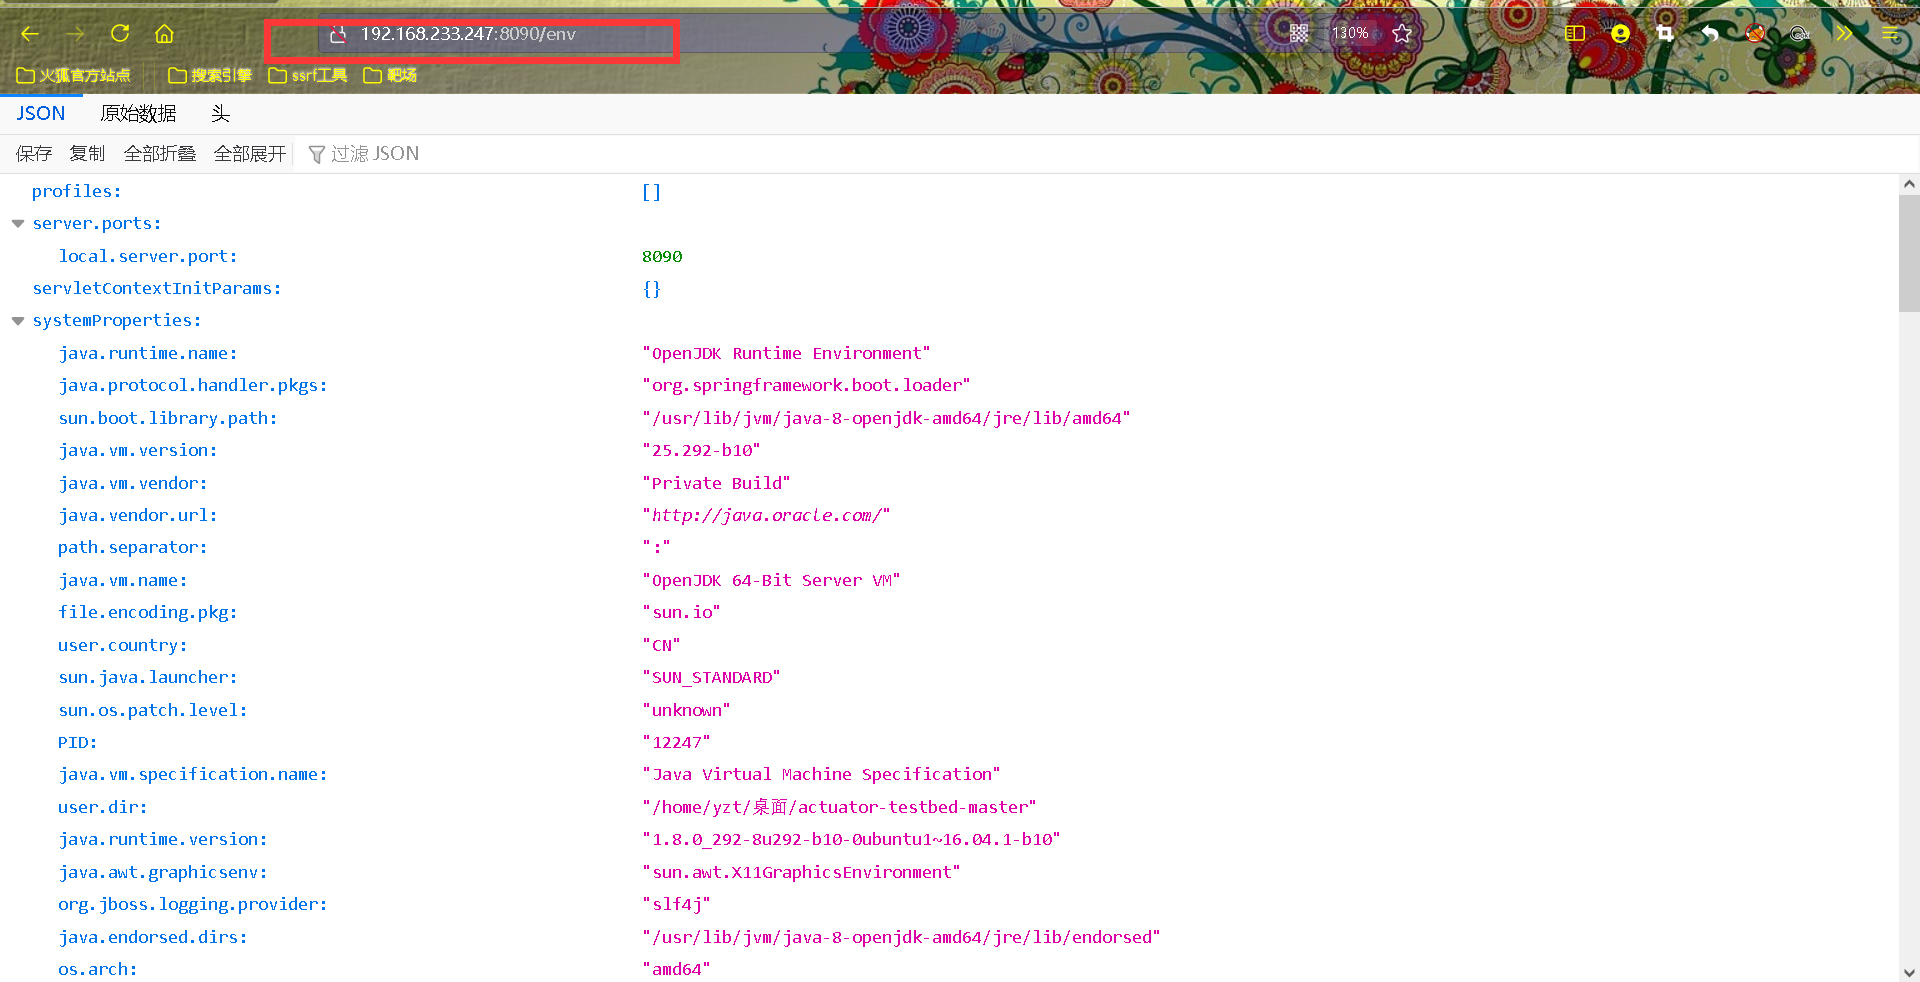 192.168.233.247:8090/env
130%
火狐官方站点 搜索引擎 ssrf工具 靶场
JSON 原始数据 头
保存 复制 全部折叠 全部展开 过滤 JSON
profiles: []
server.ports:
local.server.port: 8090
servletContextInitParams: {}
systemProperties:
java.runtime.name: "OpenJDK Runtime Environment"
java.protocol.handler.pkgs: "org.springframework.boot.loader"
sun.boot.library.path: "/usr/lib/jvm/java-8-openjdk-amd64/jre/lib/amd64"
java.vm.version: "25.292-b10"
java.vm.vendor: "Private Build"
java.vendor.url: "http://java.oracle.com/"
path.separator: ":"
java.vm.name: "OpenJDK 64-Bit Server VM"
file.encoding.pkg: "sun.io"
user.country: "CN"
sun.java.launcher: "SUN_STANDARD"
sun.os.patch.level: "unknown"
PID: "12247"
java.vm.specification.name: "Java Virtual Machine Specification"
user.dir: "/home/yzt/桌面/actuator-testbed-master"
java.runtime.version: "1.8.0_292-8u292-b10-0ubuntu1~16.04.1-b10"
java.awt.graphicsenv: "sun.awt.X11GraphicsEnvironment"
org.jboss.logging.provider: "slf4j"
java.endorsed.dirs: "/usr/lib/jvm/java-8-openjdk-amd64/jre/lib/endorsed"
os.arch: "amd64"